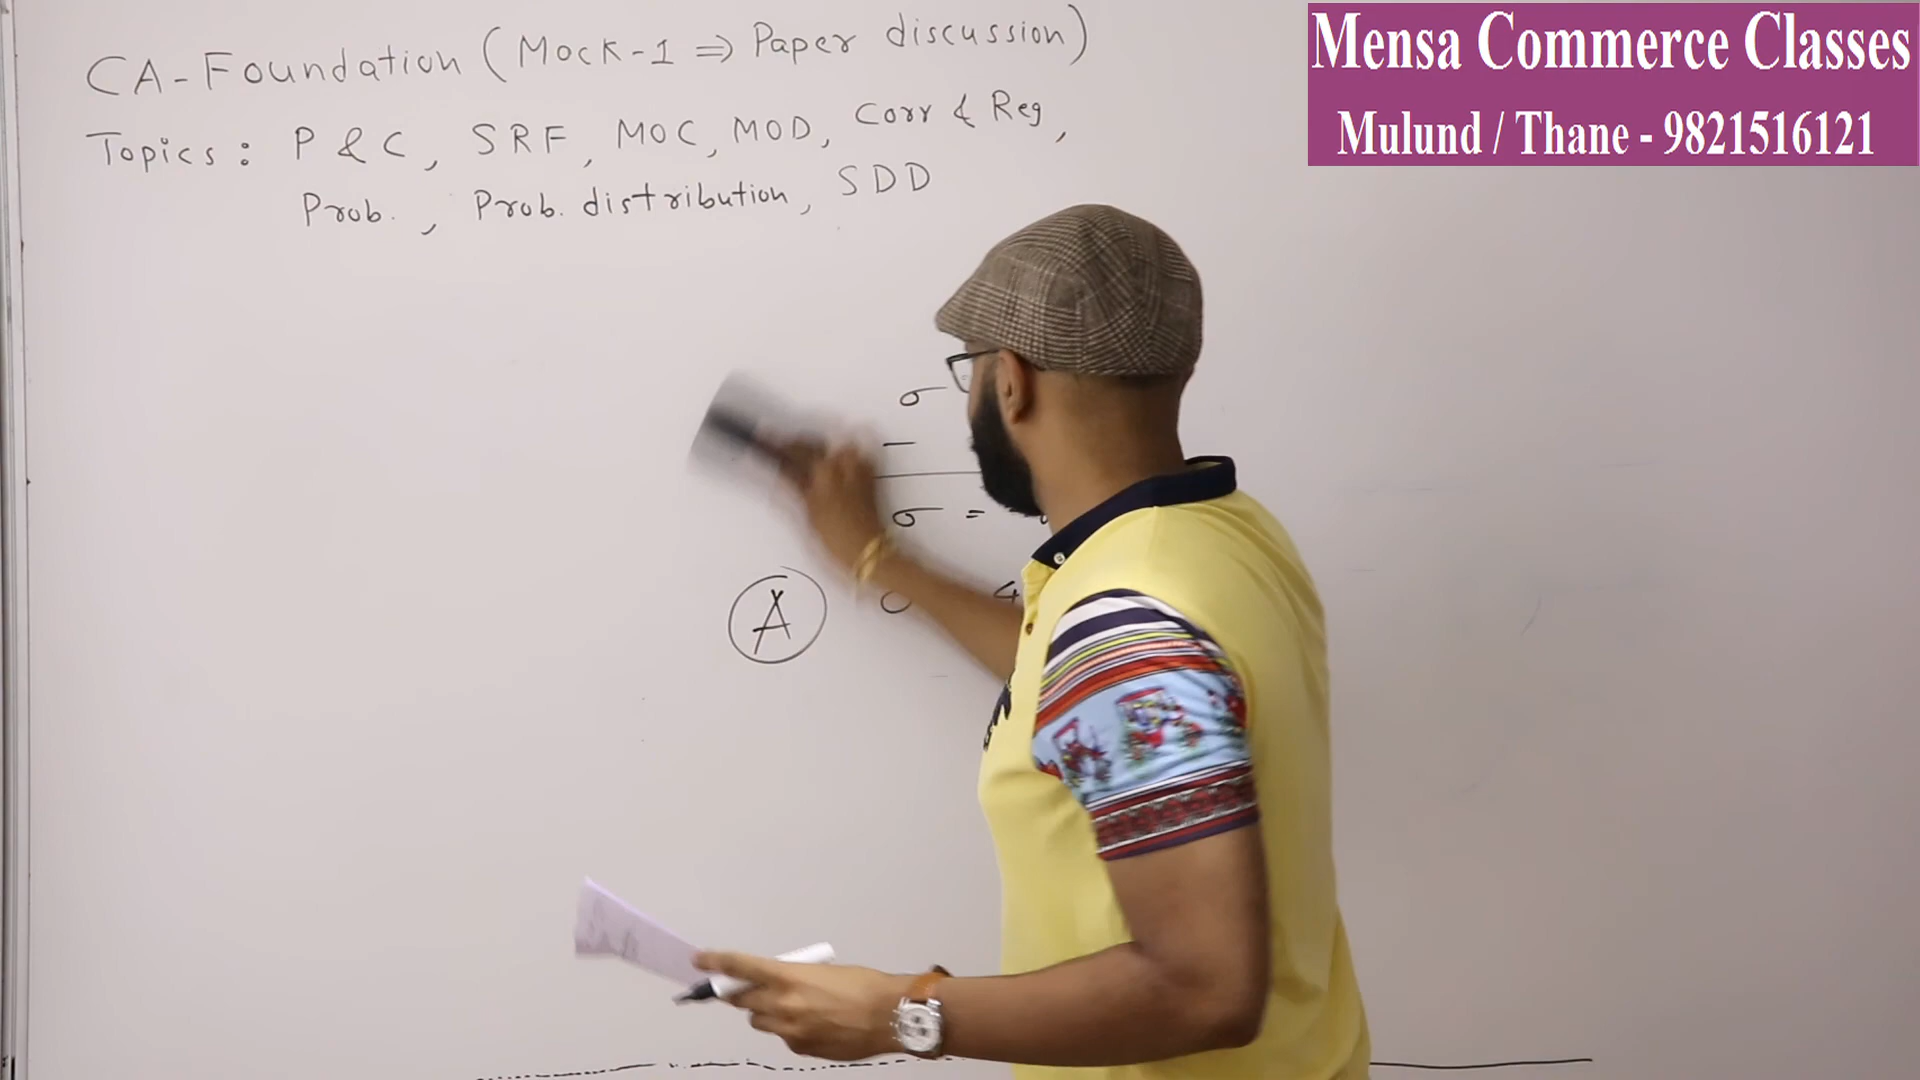 CA-Foundation (Mock-1 ⇒ Paper discussion)
Topics: P & C, SRF, MOC, MOD, Corr & Reg,
Prob., Prob. distribution, SDD
Mensa Commerce Classes
Mulund / Thane - 9821516121
σ
σ =
4
A